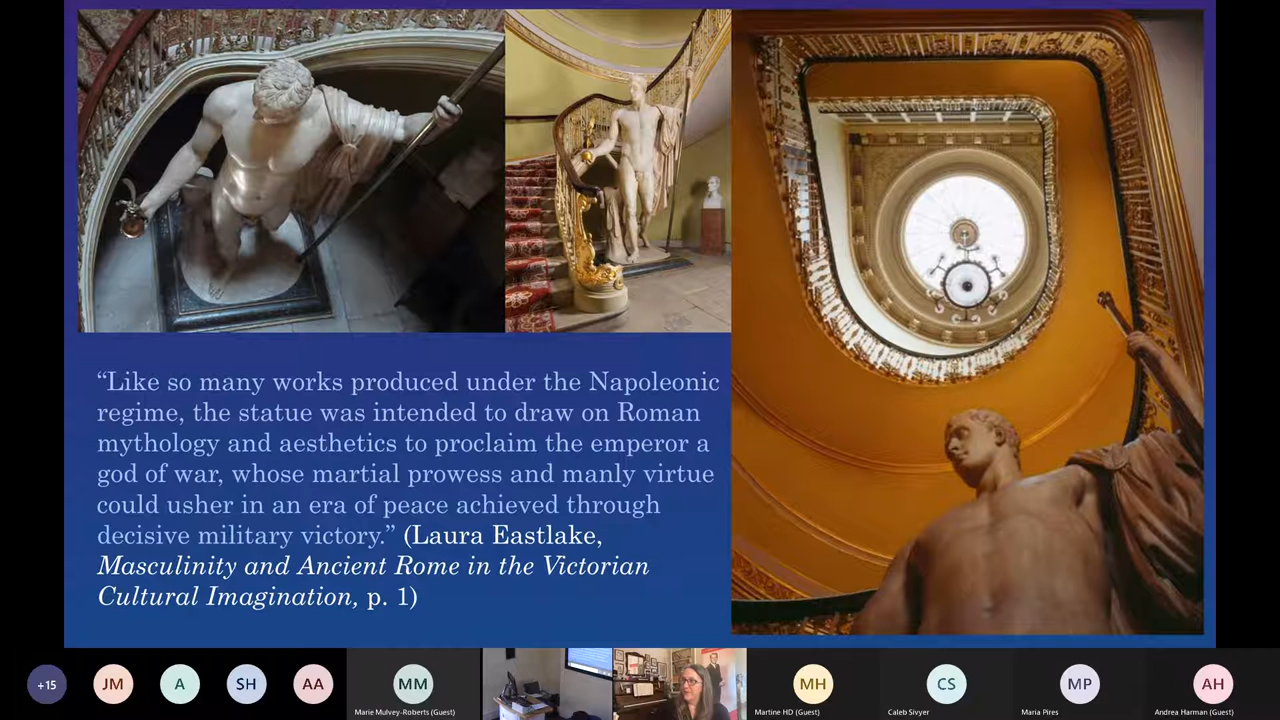 “Like so many works produced under the Napoleonic
regime, the statue was intended to draw on Roman
mythology and aesthetics to proclaim the emperor a
god of war, whose martial prowess and manly virtue
could usher in an era of peace achieved through
decisive military victory.” (Laura Eastlake,
Masculinity and Ancient Rome in the Victorian
Cultural Imagination, p. 1)
+15
JM
A
SH
AA
MM
MH
CS
MP
AH
Marie Mulvey-Roberts (Guest)
Martine HD (Guest)
Caleb Sivyer
Maria Pires
Andrea Harman (Guest)